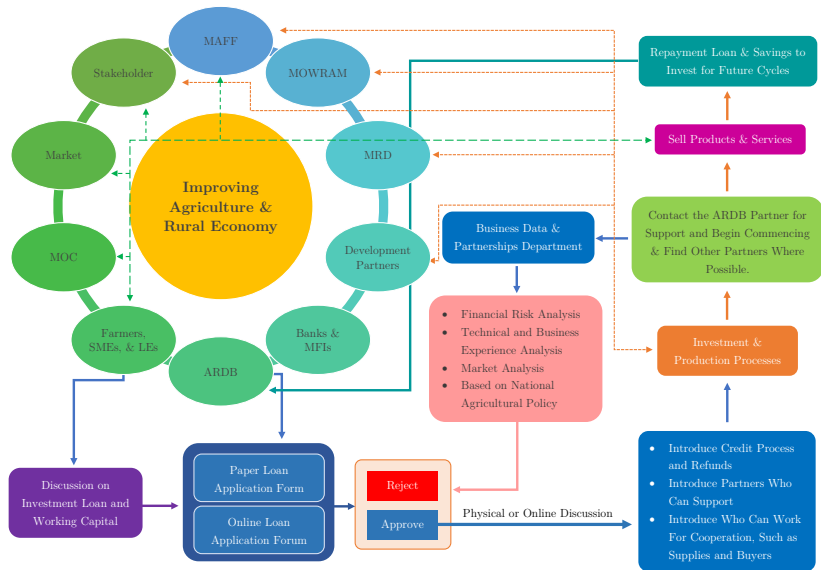 MAFF
Stakeholder
MOWRAM
Market
MRD
MOC
Development
Partners
Farmers,
SMEs, & LEs
Banks &
MFIs
ARDB
Improving
Agriculture &
Rural Economy
Repayment Loan & Savings to
Invest for Future Cycles
Sell Products & Services
Contact the ARDB Partner for
Support and Begin Commencing
& Find Other Partners Where
Possible.
Business Data &
Partnerships Department
• Financial Risk Analysis
• Technical and Business
Experience Analysis
• Market Analysis
• Based on National
Agricultural Policy
Investment &
Production Processes
Discussion on
Investment Loan and
Working Capital
Paper Loan
Application Form
Online Loan
Application Forum
Reject
Approve
Physical or Online Discussion
• Introduce Credit Process
and Refunds
• Introduce Partners Who
Can Support
• Introduce Who Can Work
For Cooperation, Such as
Supplies and Buyers